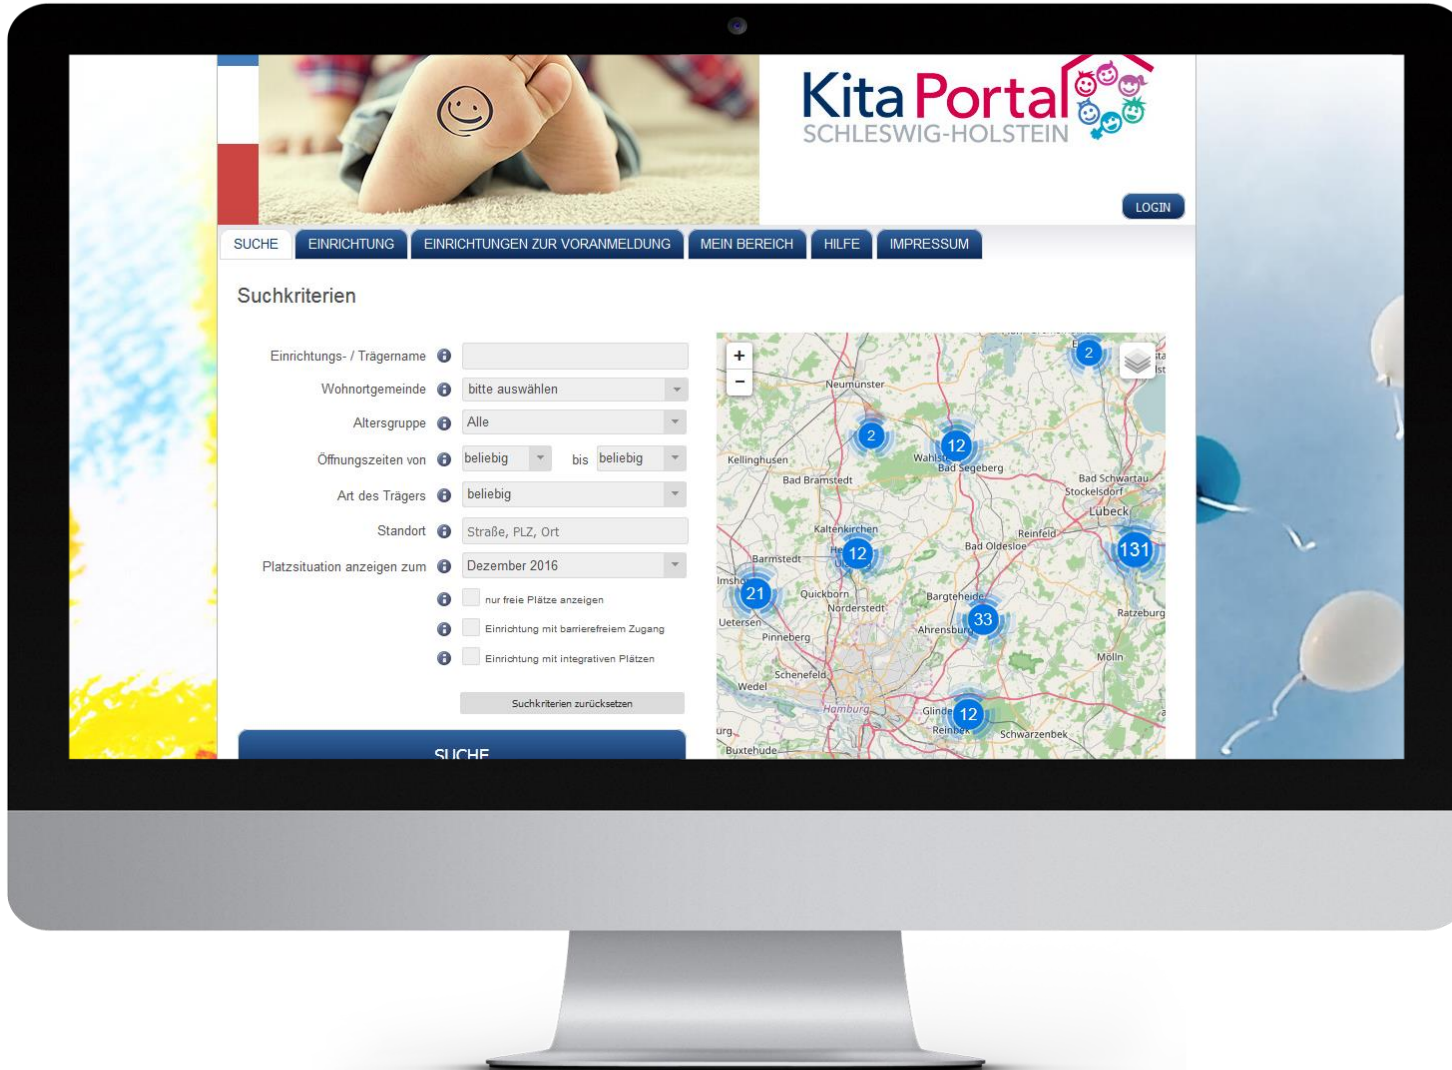 Kita Portal
SCHLESWIG-HOLSTEIN
LOGIN
SUCHE EINRICHTUNG EINRICHTUNGEN ZUR VORANMELDUNG MEIN BEREICH HILFE IMPRESSUM
Suchkriterien
Einrichtungs- / Trägername
Wohnortgemeinde bitte auswählen
Altersgruppe Alle
Öffnungszeiten von beliebig bis beliebig
Art des Trägers beliebig
Standort Straße, PLZ, Ort
Platzsituation anzeigen zum Dezember 2016
nur freie Plätze anzeigen
Einrichtung mit barrierefreiem Zugang
Einrichtung mit integrativen Plätzen
Suchkriterien zurücksetzen
SUCHE
+
−
2
Neumünster
2
12
Kellinghusen
Wahlste
Bad Segeberg
Bad Bramstedt
Bad Schwartau
Stockelsdorf
Lübeck
Kaltenkirchen
Reinfeld
12
Bad Oldesloe
131
Barmstedt
21
Quickborn
Bargteheide
Norderstedt
Ratzeburg
Uetersen
33
Pinneberg
Ahrensburg
Mölln
Schenefeld
Wedel
Hamburg
Glinde
12
Reinbek
Schwarzenbek
Buxtehude